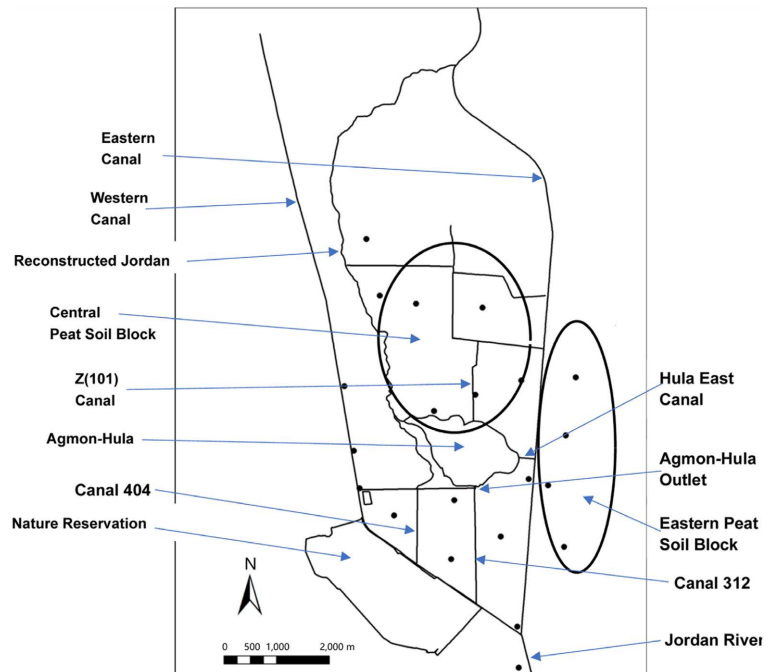 Eastern
Canal
Western
Canal
Reconstructed Jordan
Central
Peat Soil Block
Z(101)
Canal
Agmon-Hula
Canal 404
Nature Reservation
N
0 500 1,000 2,000 m
Hula East
Canal
Agmon-Hula
Outlet
Eastern Peat
Soil Block
Canal 312
Jordan River